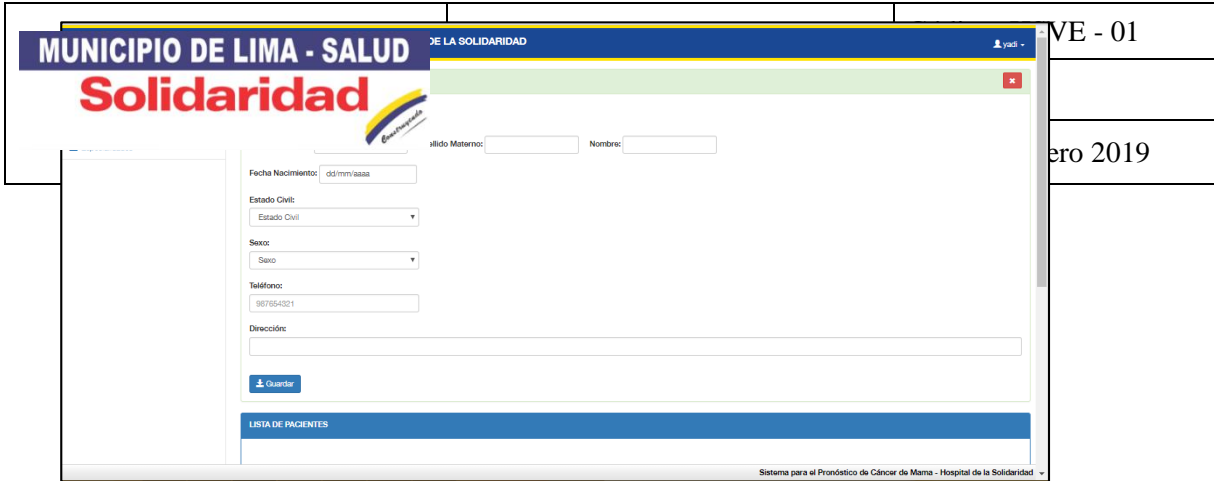 VE - 01
MUNICIPIO DE LIMA - SALUD
DE LA SOLIDARIDAD
yadi
Solidaridad
Construyendo
ellido Materno:
Nombre:
ero 2019
Fecha Nacimiento: dd/mm/aaaa
Estado Civil:
Estado Civil
Sexo:
Sexo
Teléfono:
987654321
Dirección:
Guardar
LISTA DE PACIENTES
Sistema para el Pronóstico de Cáncer de Mama - Hospital de la Solidaridad